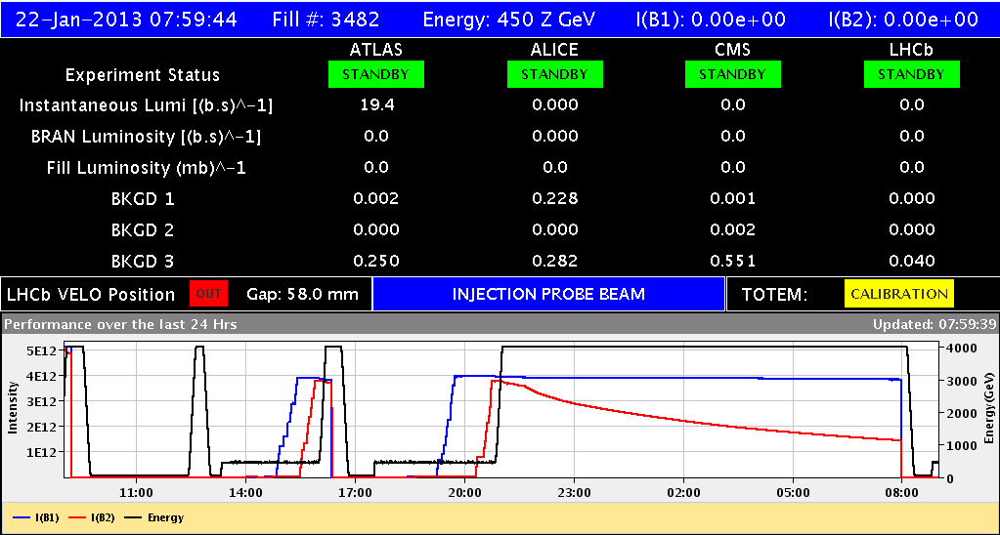 22-Jan-2013 07:59:44 Fill #: 3482 Energy: 450 Z GeV I(B1): 0.00e+00 I(B2): 0.00e+00
ATLAS ALICE CMS LHCb
Experiment Status STANDBY STANDBY STANDBY STANDBY
Instantaneous Lumi [(b.s)^-1] 19.4 0.000 0.0 0.0
BRAN Luminosity [(b.s)^-1] 0.0 0.000 0.0 0.0
Fill Luminosity (mb)^-1 0.0 0.0 0.0 0.0
BKGD 1 0.002 0.228 0.001 0.000
BKGD 2 0.000 0.000 0.002 0.000
BKGD 3 0.250 0.282 0.551 0.040
LHCb VELO Position OUT Gap: 58.0 mm INJECTION PROBE BEAM TOTEM: CALIBRATION
Performance over the last 24 Hrs Updated: 07:59:39
5E12 4000
4E12 3000
3E12
2E12 2000
1E12 1000
0
Intensity
Energy(GeV)
11:00 14:00 17:00 20:00 23:00 02:00 05:00 08:00
I(B1) I(B2) Energy